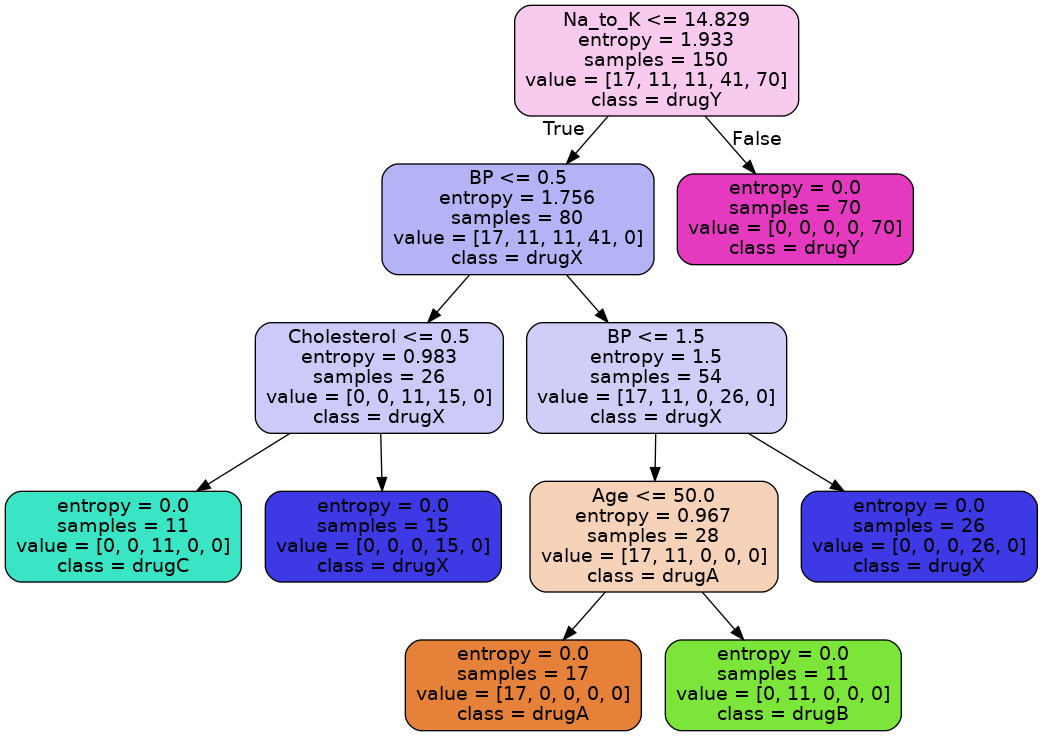 Na_to_K <= 14.829
entropy = 1.933
samples = 150
value = [17, 11, 11, 41, 70]
class = drugY
True
False
BP <= 0.5
entropy = 1.756
samples = 80
value = [17, 11, 11, 41, 0]
class = drugX
entropy = 0.0
samples = 70
value = [0, 0, 0, 0, 70]
class = drugY
Cholesterol <= 0.5
entropy = 0.983
samples = 26
value = [0, 0, 11, 15, 0]
class = drugX
BP <= 1.5
entropy = 1.5
samples = 54
value = [17, 11, 0, 26, 0]
class = drugX
entropy = 0.0
samples = 11
value = [0, 0, 11, 0, 0]
class = drugC
entropy = 0.0
samples = 15
value = [0, 0, 0, 15, 0]
class = drugX
Age <= 50.0
entropy = 0.967
samples = 28
value = [17, 11, 0, 0, 0]
class = drugA
entropy = 0.0
samples = 26
value = [0, 0, 0, 26, 0]
class = drugX
entropy = 0.0
samples = 17
value = [17, 0, 0, 0, 0]
class = drugA
entropy = 0.0
samples = 11
value = [0, 11, 0, 0, 0]
class = drugB